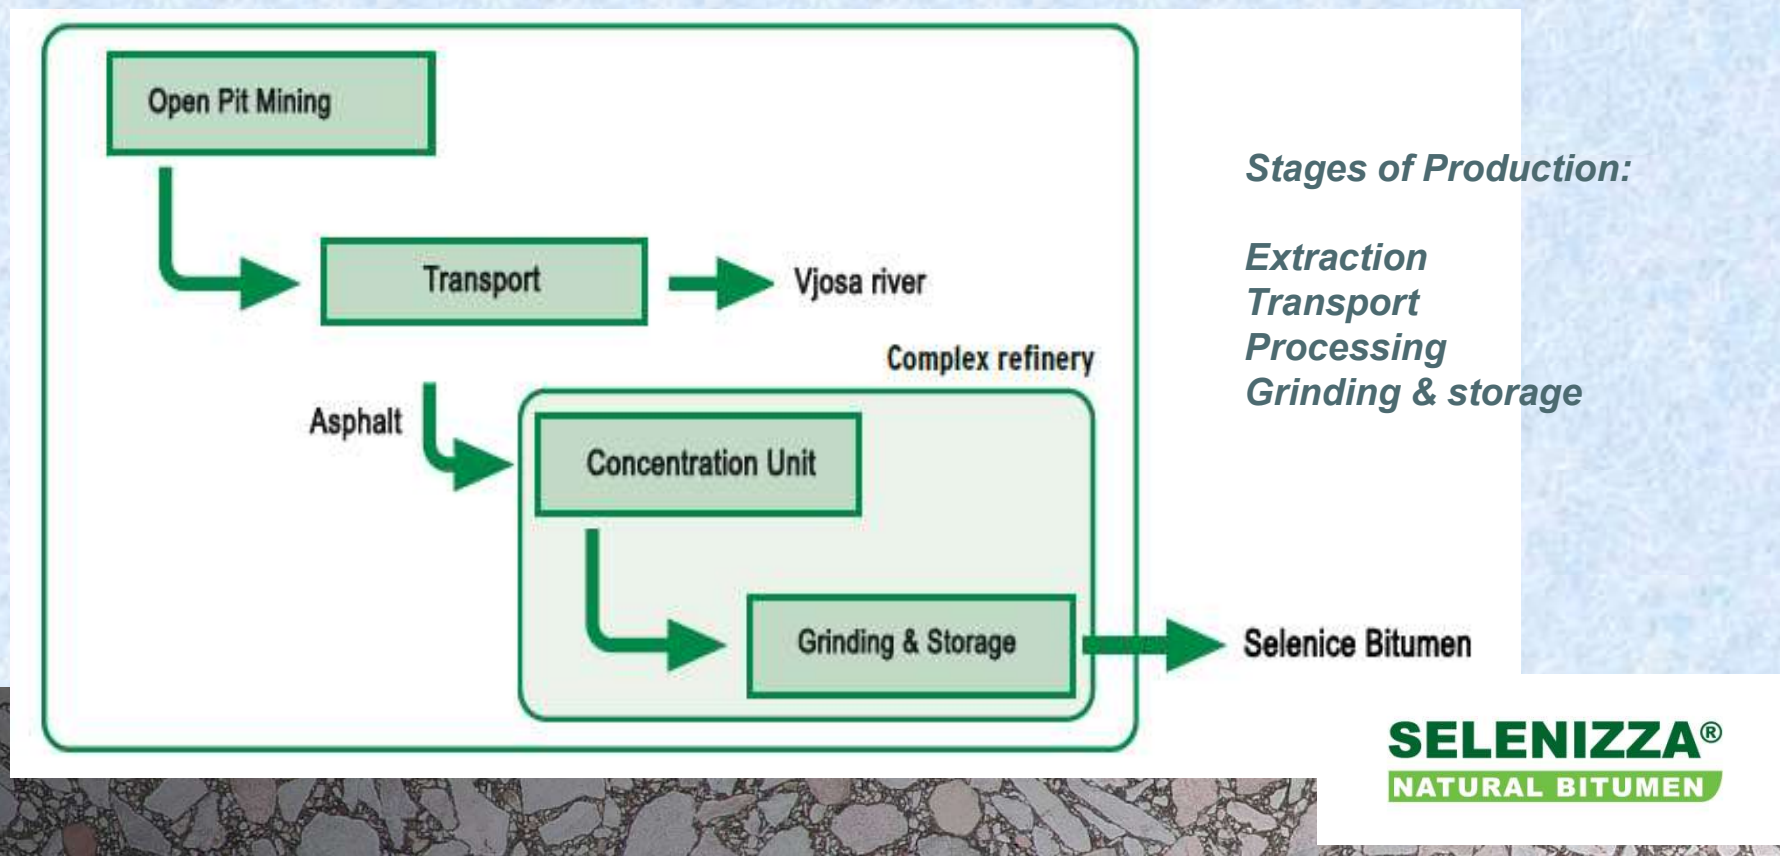 Open Pit Mining
Transport
Vjosa river
Complex refinery
Asphalt
Concentration Unit
Grinding & Storage
Selenice Bitumen
Stages of Production:
Extraction
Transport
Processing
Grinding & storage
SELENIZZA®
NATURAL BITUMEN